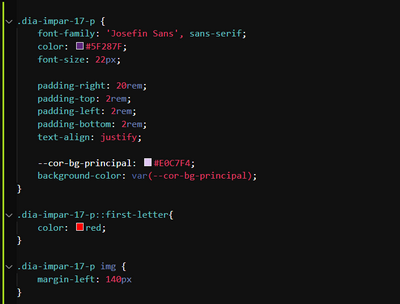 .dia-impar-17-p {
font-family: 'Josefin Sans', sans-serif;
color: #5F287F;
font-size: 22px;
padding-right: 20rem;
padding-top: 2rem;
padding-left: 2rem;
padding-bottom: 2rem;
text-align: justify;
--cor-bg-principal: #E0C7F4;
background-color: var(--cor-bg-principal);
}
.dia-impar-17-p::first-letter{
color: red;
}
.dia-impar-17-p img {
margin-left: 140px
}